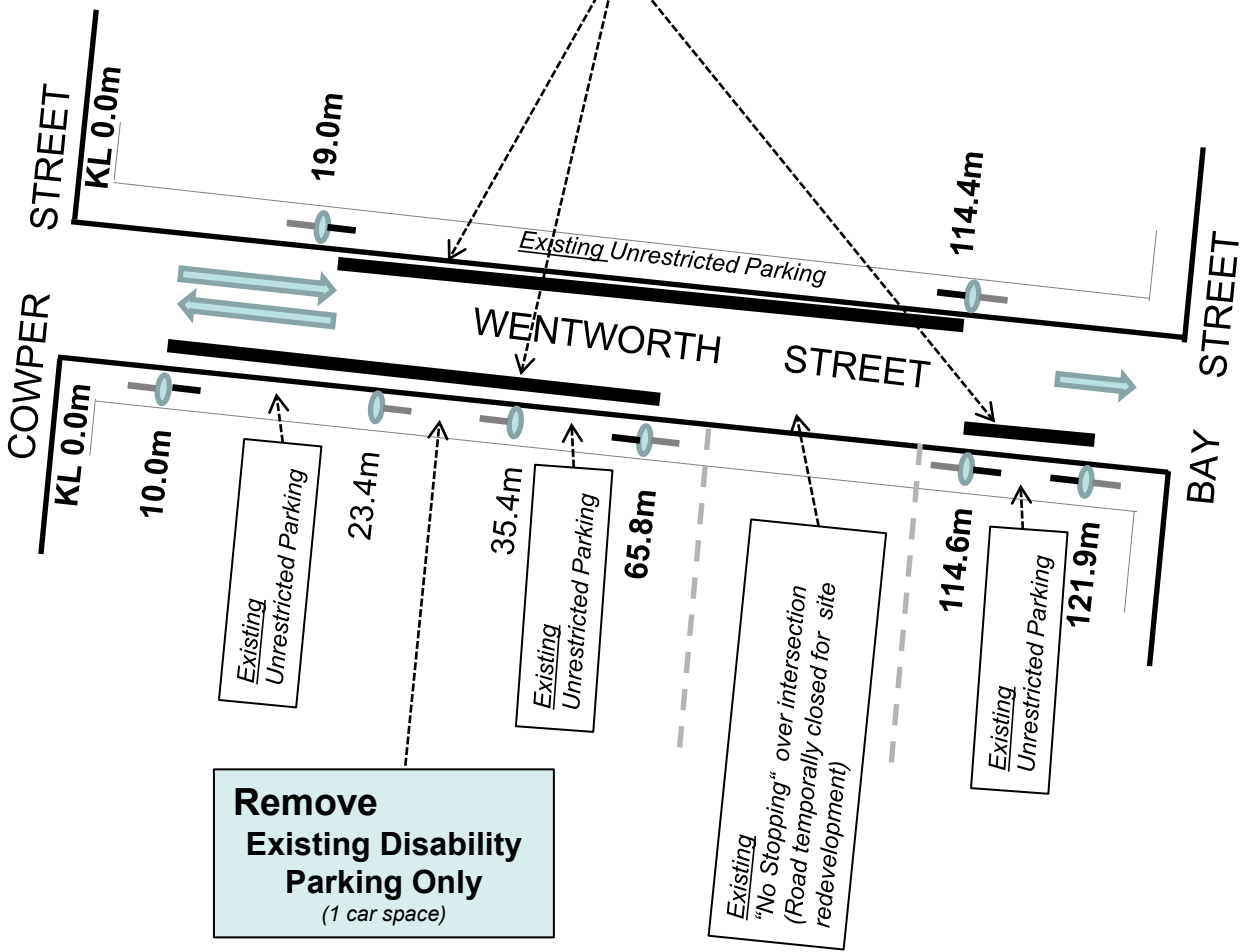 STREET
KL 0.0m
19.0m
114.4m
Existing Unrestricted Parking
STREET
WENTWORTH STREET
COWPER
KL 0.0m
10.0m
23.4m
35.4m
65.8m
114.6m
121.9m
BAY
Existing
Unrestricted Parking
Existing
Unrestricted Parking
Existing
"No Stopping“ over intersection
(Road temporally closed for site
redevelopment)
Existing
Unrestricted Parking
Remove
Existing Disability
Parking Only
(1 car space)